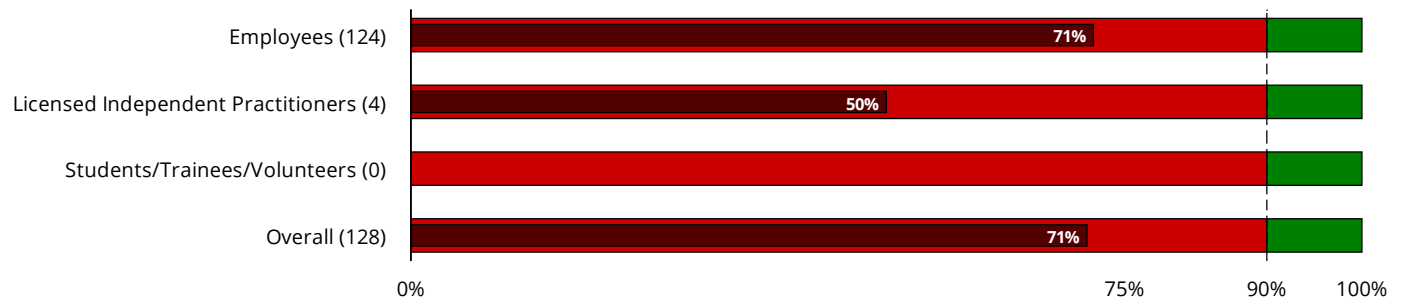 Employees (124)
71%
Licensed Independent Practitioners (4)
50%
Students/Trainees/Volunteers (0)
Overall (128)
71%
0% 75% 90% 100%